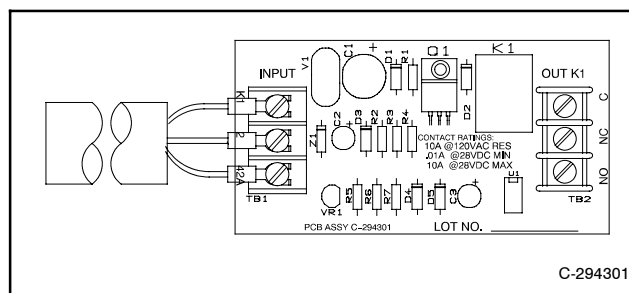 INPUT
V1
C1
D1
R1
Q1
D2
K1
OUT K1
C
NC
NO
K1
2
42A
TB1
Z1
C2
D3
R2
R3
R4
CONTACT RATINGS:
10A @120VAC RES
.01A @28VDC MIN
10A @28VDC MAX
VR1
R5
R6
R7
D4
D5
C3
U1
TB2
PCB ASSY C-294301
LOT NO.
C-294301